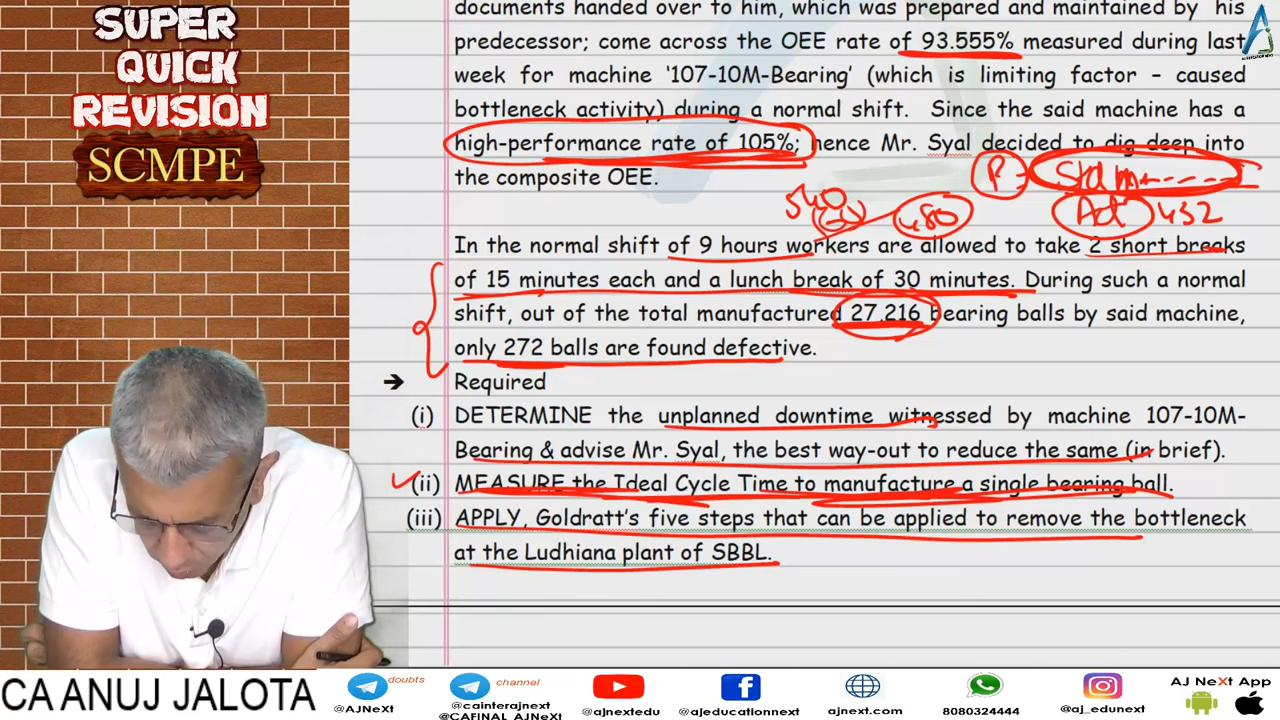 SUPER
QUICK
REVISION
SCMPE
documents handed over to him, which was prepared and maintained by his
predecessor; come across the OEE rate of 93.555% measured during last
week for machine '107-10M-Bearing' (which is limiting factor – caused
bottleneck activity) during a normal shift. Since the said machine has a
high-performance rate of 105%; hence Mr. Syal decided to dig deep into
the composite OEE.
P = Std m
540
480
Act 432
In the normal shift of 9 hours workers are allowed to take 2 short breaks
of 15 minutes each and a lunch break of 30 minutes. During such a normal
shift, out of the total manufactured 27,216 bearing balls by said machine,
only 272 balls are found defective.
➔ Required
(i) DETERMINE the unplanned downtime witnessed by machine 107-10M-
Bearing & advise Mr. Syal, the best way-out to reduce the same (in brief).
(ii) MEASURE the Ideal Cycle Time to manufacture a single bearing ball.
(iii) APPLY, Goldratt's five steps that can be applied to remove the bottleneck
at the Ludhiana plant of SBBL.
CA ANUJ JALOTA
doubts
@AJNeXt
channel
@cainterajnext
@CAFINAL_AJNeXt
@ajnextedu
@ajeducationnext
ajnext.com
8080324444
@aj_edunext
AJ NeXt App